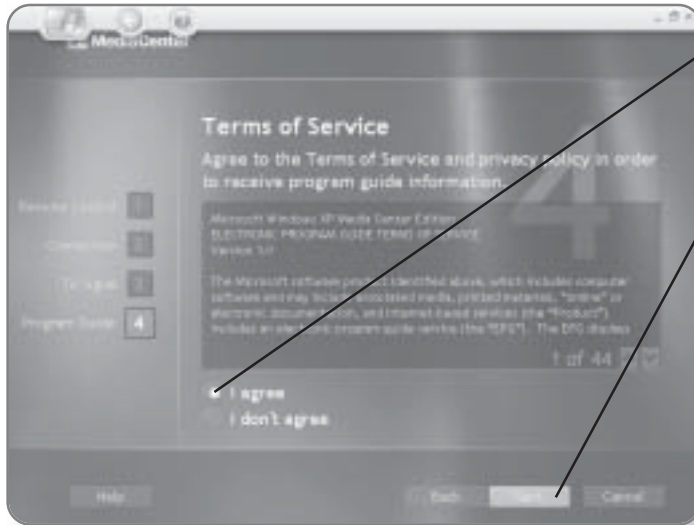 Media Center
Terms of Service
Agree to the Terms of Service and privacy policy in order
to receive program guide information.
Microsoft Windows XP Media Center Edition
ELECTRONIC PROGRAM GUIDE TERMS OF SERVICE
The Microsoft software product identified above, which includes computer
software and may include associated media, printed materials, "online" or
electronic documentation, and Internet based services (the "Product").
includes an electronic program guide service (the "EPG"). The EPG displays
1 of 44
Program Guide 4
I agree
I don't agree
Help
Back
Cancel